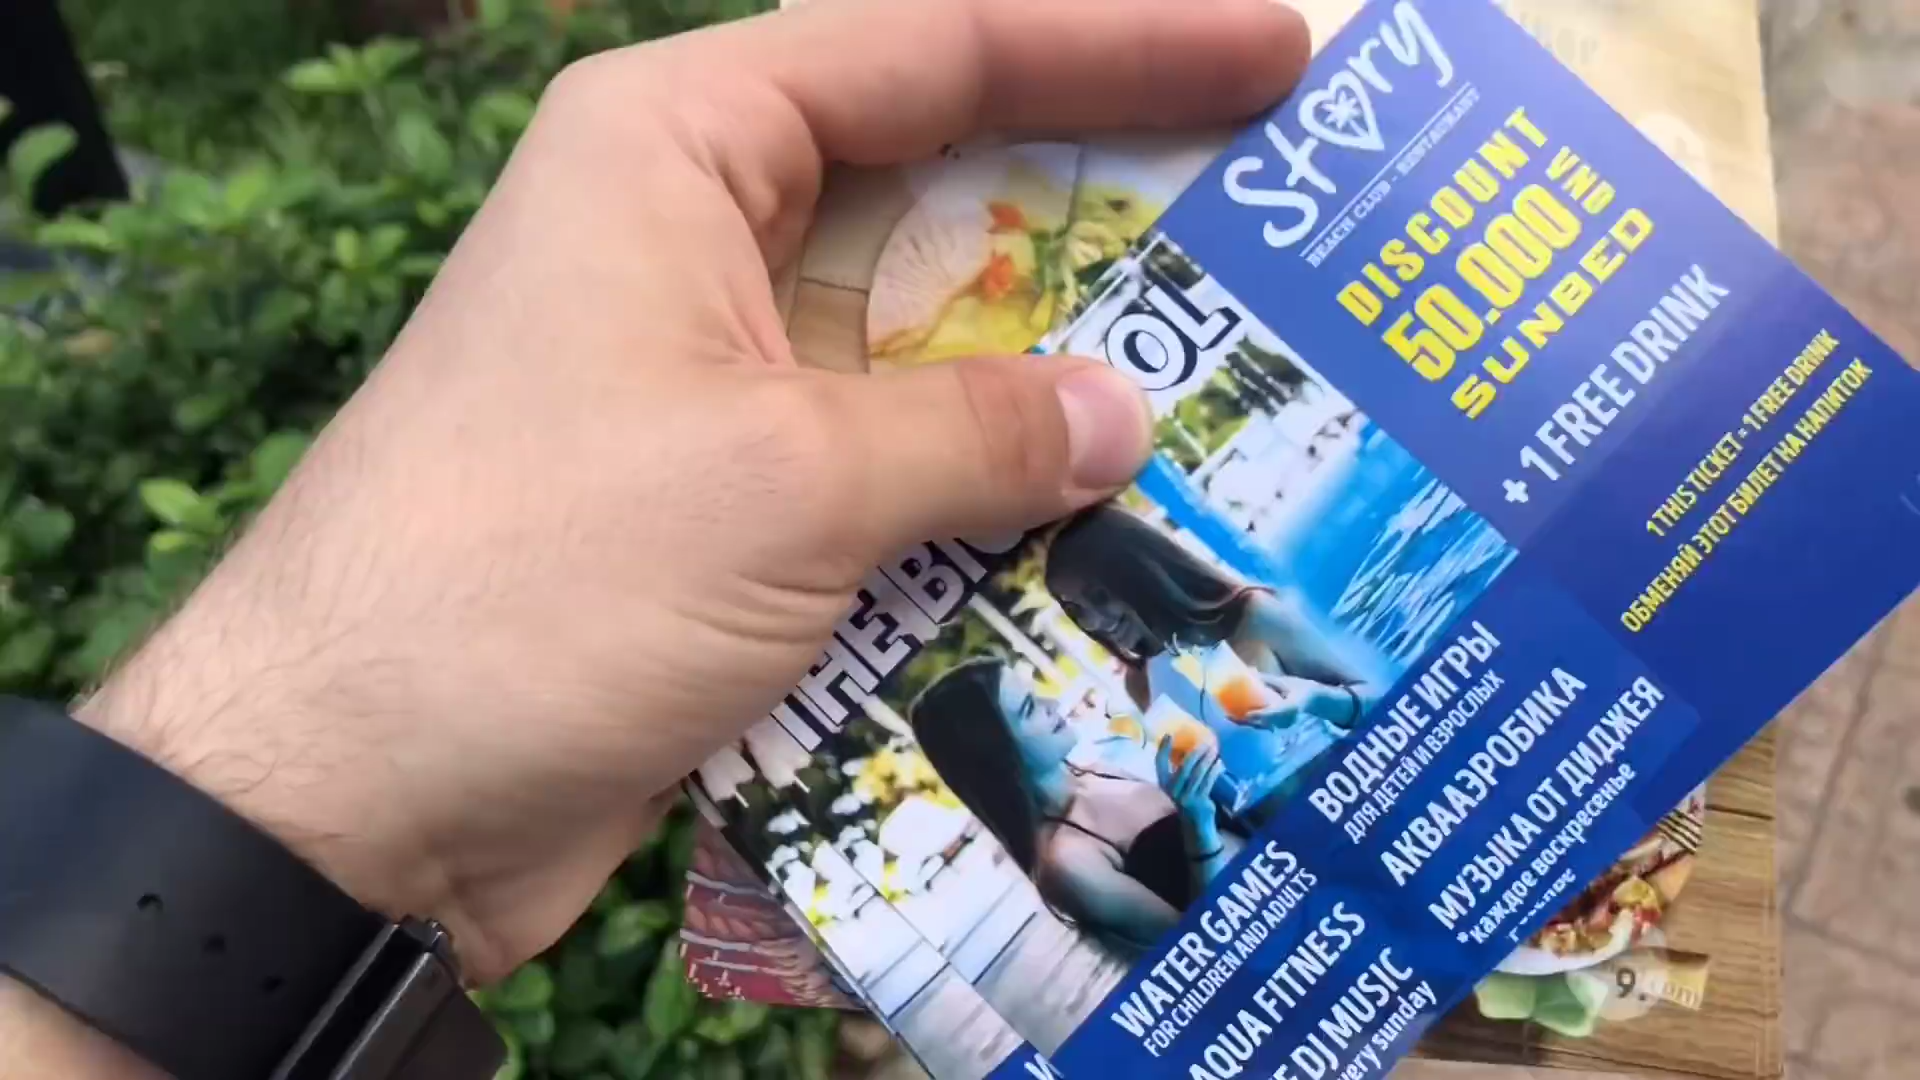 Story
BEACH CLUB - RESTAURANT
DISCOUNT
50.000 VND
SUNBED
+ 1 FREE DRINK
1 THIS TICKET = 1 FREE DRINK
ОБМЕНЯЙ ЭТОТ БИЛЕТ НА НАПИТОК
OL
THE BIG
ВОДНЫЕ ИГРЫ
ДЛЯ ДЕТЕЙ И ВЗРОСЛЫХ
АКВААЭРОБИКА
МУЗЫКА ОТ ДИДЖЕЯ
*каждое воскресенье
WATER GAMES
FOR CHILDREN AND ADULTS
AQUA FITNESS
DJ MUSIC
sunday